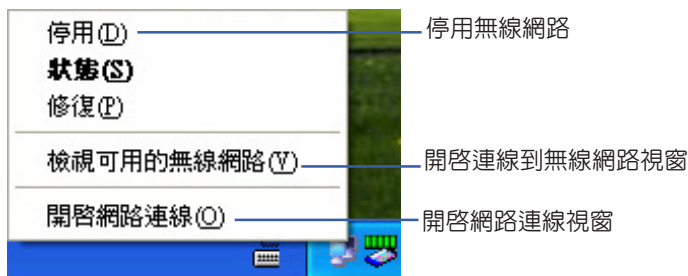 停用(D)
停用無線網路
狀態(S)
修復(P)
檢視可用的無線網路(V)
開啟連線到無線網路視窗
開啟網路連線(O)
開啟網路連線視窗